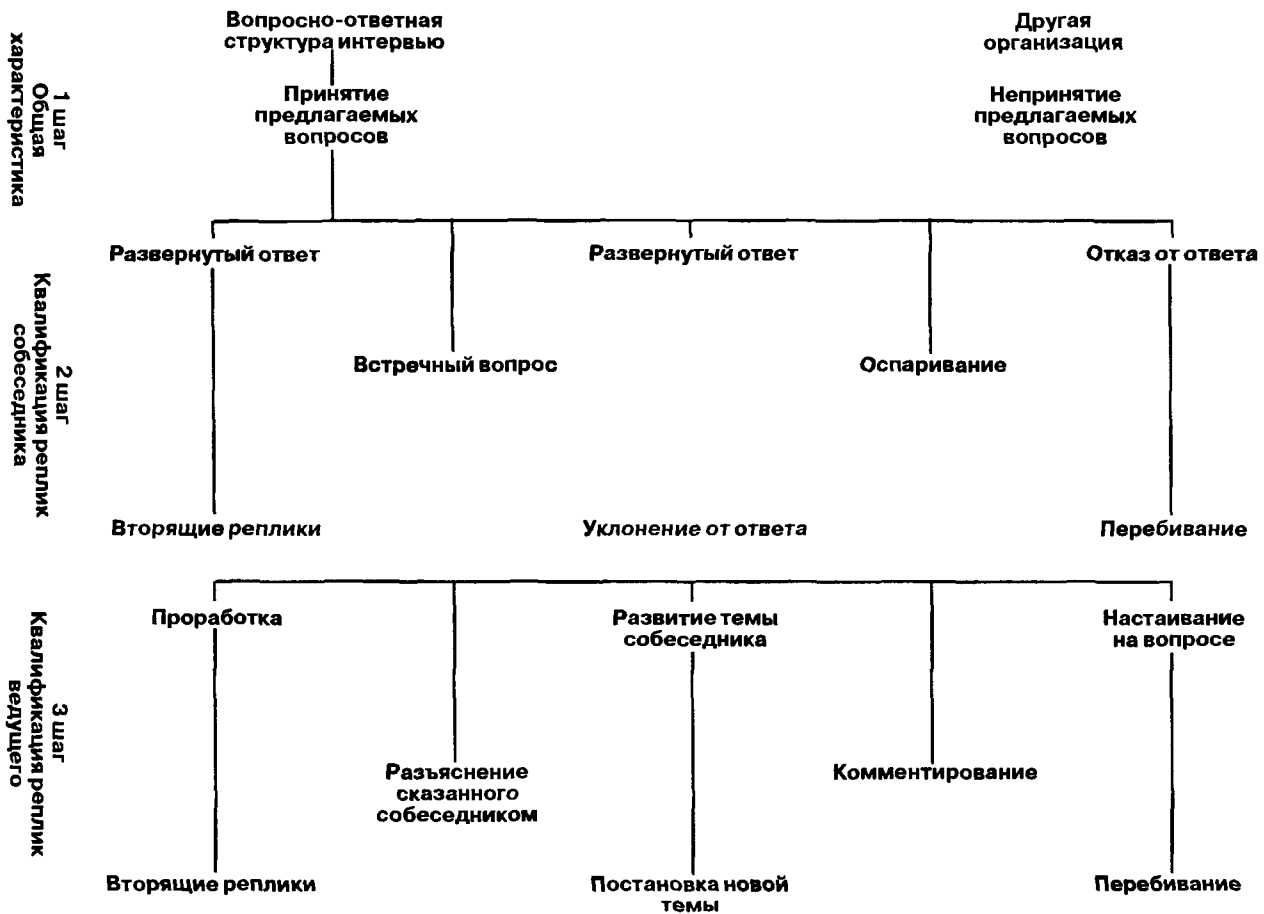 1 шаг
Общая
характеристика
Вопросно-ответная
структура интервью
Другая
организация
Принятие
предлагаемых
вопросов
Непринятие
предлагаемых
вопросов
2 шаг
Квалификация реплик
собеседника
Развернутый ответ
Развернутый ответ
Отказ от ответа
Встречный вопрос
Оспаривание
Вторящие реплики
Уклонение от ответа
Перебивание
3 шаг
Квалификация реплик
ведущего
Проработка
Развитие темы
собеседника
Настаивание
на вопросе
Разъяснение
сказанного
собеседником
Комментирование
Вторящие реплики
Постановка новой
темы
Перебивание